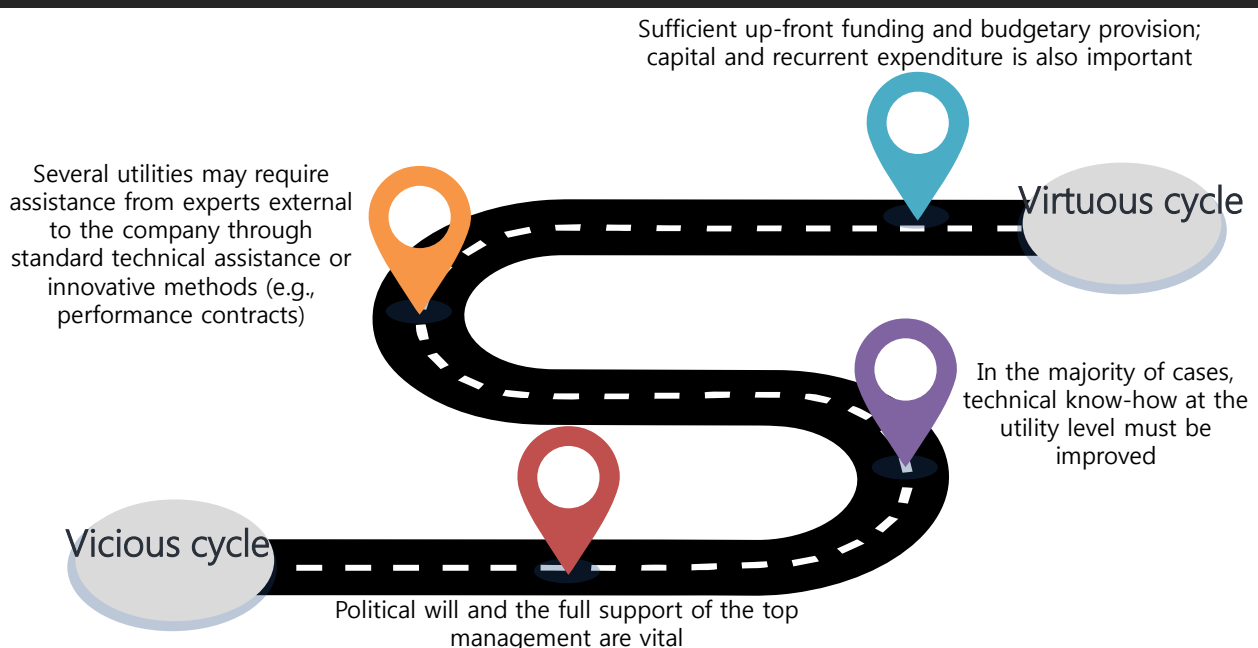 Sufficient up-front funding and budgetary provision;
capital and recurrent expenditure is also important
Several utilities may require
assistance from experts external
to the company through
standard technical assistance or
innovative methods (e.g.,
performance contracts)
Virtuous cycle
In the majority of cases,
technical know-how at the
utility level must be
improved
Vicious cycle
Political will and the full support of the top
management are vital